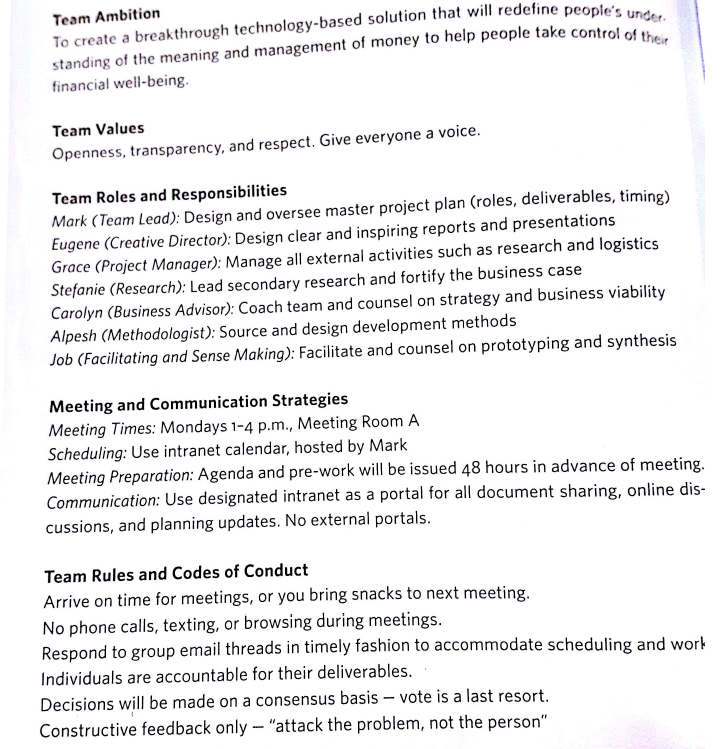 Team Ambition
To create a breakthrough technology-based solution that will redefine people's under-
standing of the meaning and management of money to help people take control of their
financial well-being.
Team Values
Openness, transparency, and respect. Give everyone a voice.
Team Roles and Responsibilities
Mark (Team Lead): Design and oversee master project plan (roles, deliverables, timing)
Eugene (Creative Director): Design clear and inspiring reports and presentations
Grace (Project Manager): Manage all external activities such as research and logistics
Stefanie (Research): Lead secondary research and fortify the business case
Carolyn (Business Advisor): Coach team and counsel on strategy and business viability
Alpesh (Methodologist): Source and design development methods
Job (Facilitating and Sense Making): Facilitate and counsel on prototyping and synthesis
Meeting and Communication Strategies
Meeting Times: Mondays 1–4 p.m., Meeting Room A
Scheduling: Use intranet calendar, hosted by Mark
Meeting Preparation: Agenda and pre-work will be issued 48 hours in advance of meeting.
Communication: Use designated intranet as a portal for all document sharing, online dis-
cussions, and planning updates. No external portals.
Team Rules and Codes of Conduct
Arrive on time for meetings, or you bring snacks to next meeting.
No phone calls, texting, or browsing during meetings.
Respond to group email threads in timely fashion to accommodate scheduling and work
Individuals are accountable for their deliverables.
Decisions will be made on a consensus basis — vote is a last resort.
Constructive feedback only — "attack the problem, not the person"